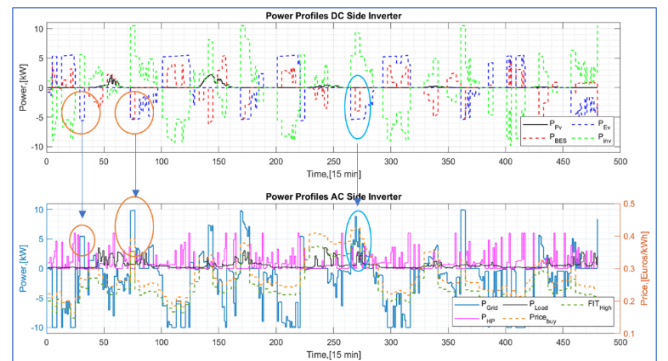 Power Profiles DC Side Inverter
10
5
0
-5
-10
Power,[kW]
P_Pv
P_Ev
P_BES
P_Inv
0 50 100 150 200 250 300 350 400 450 500
Time,[15 min]
Power Profiles AC Side Inverter
10
5
0
-5
-10
Power,[kW]
0.5
0.4
0.3
0.2
0.1
Price,[Euros/kWh]
P_Grid
P_Load
FIT_High
P_HP
Price_buy
0 50 100 150 200 250 300 350 400 450 500
Time,[15 min]